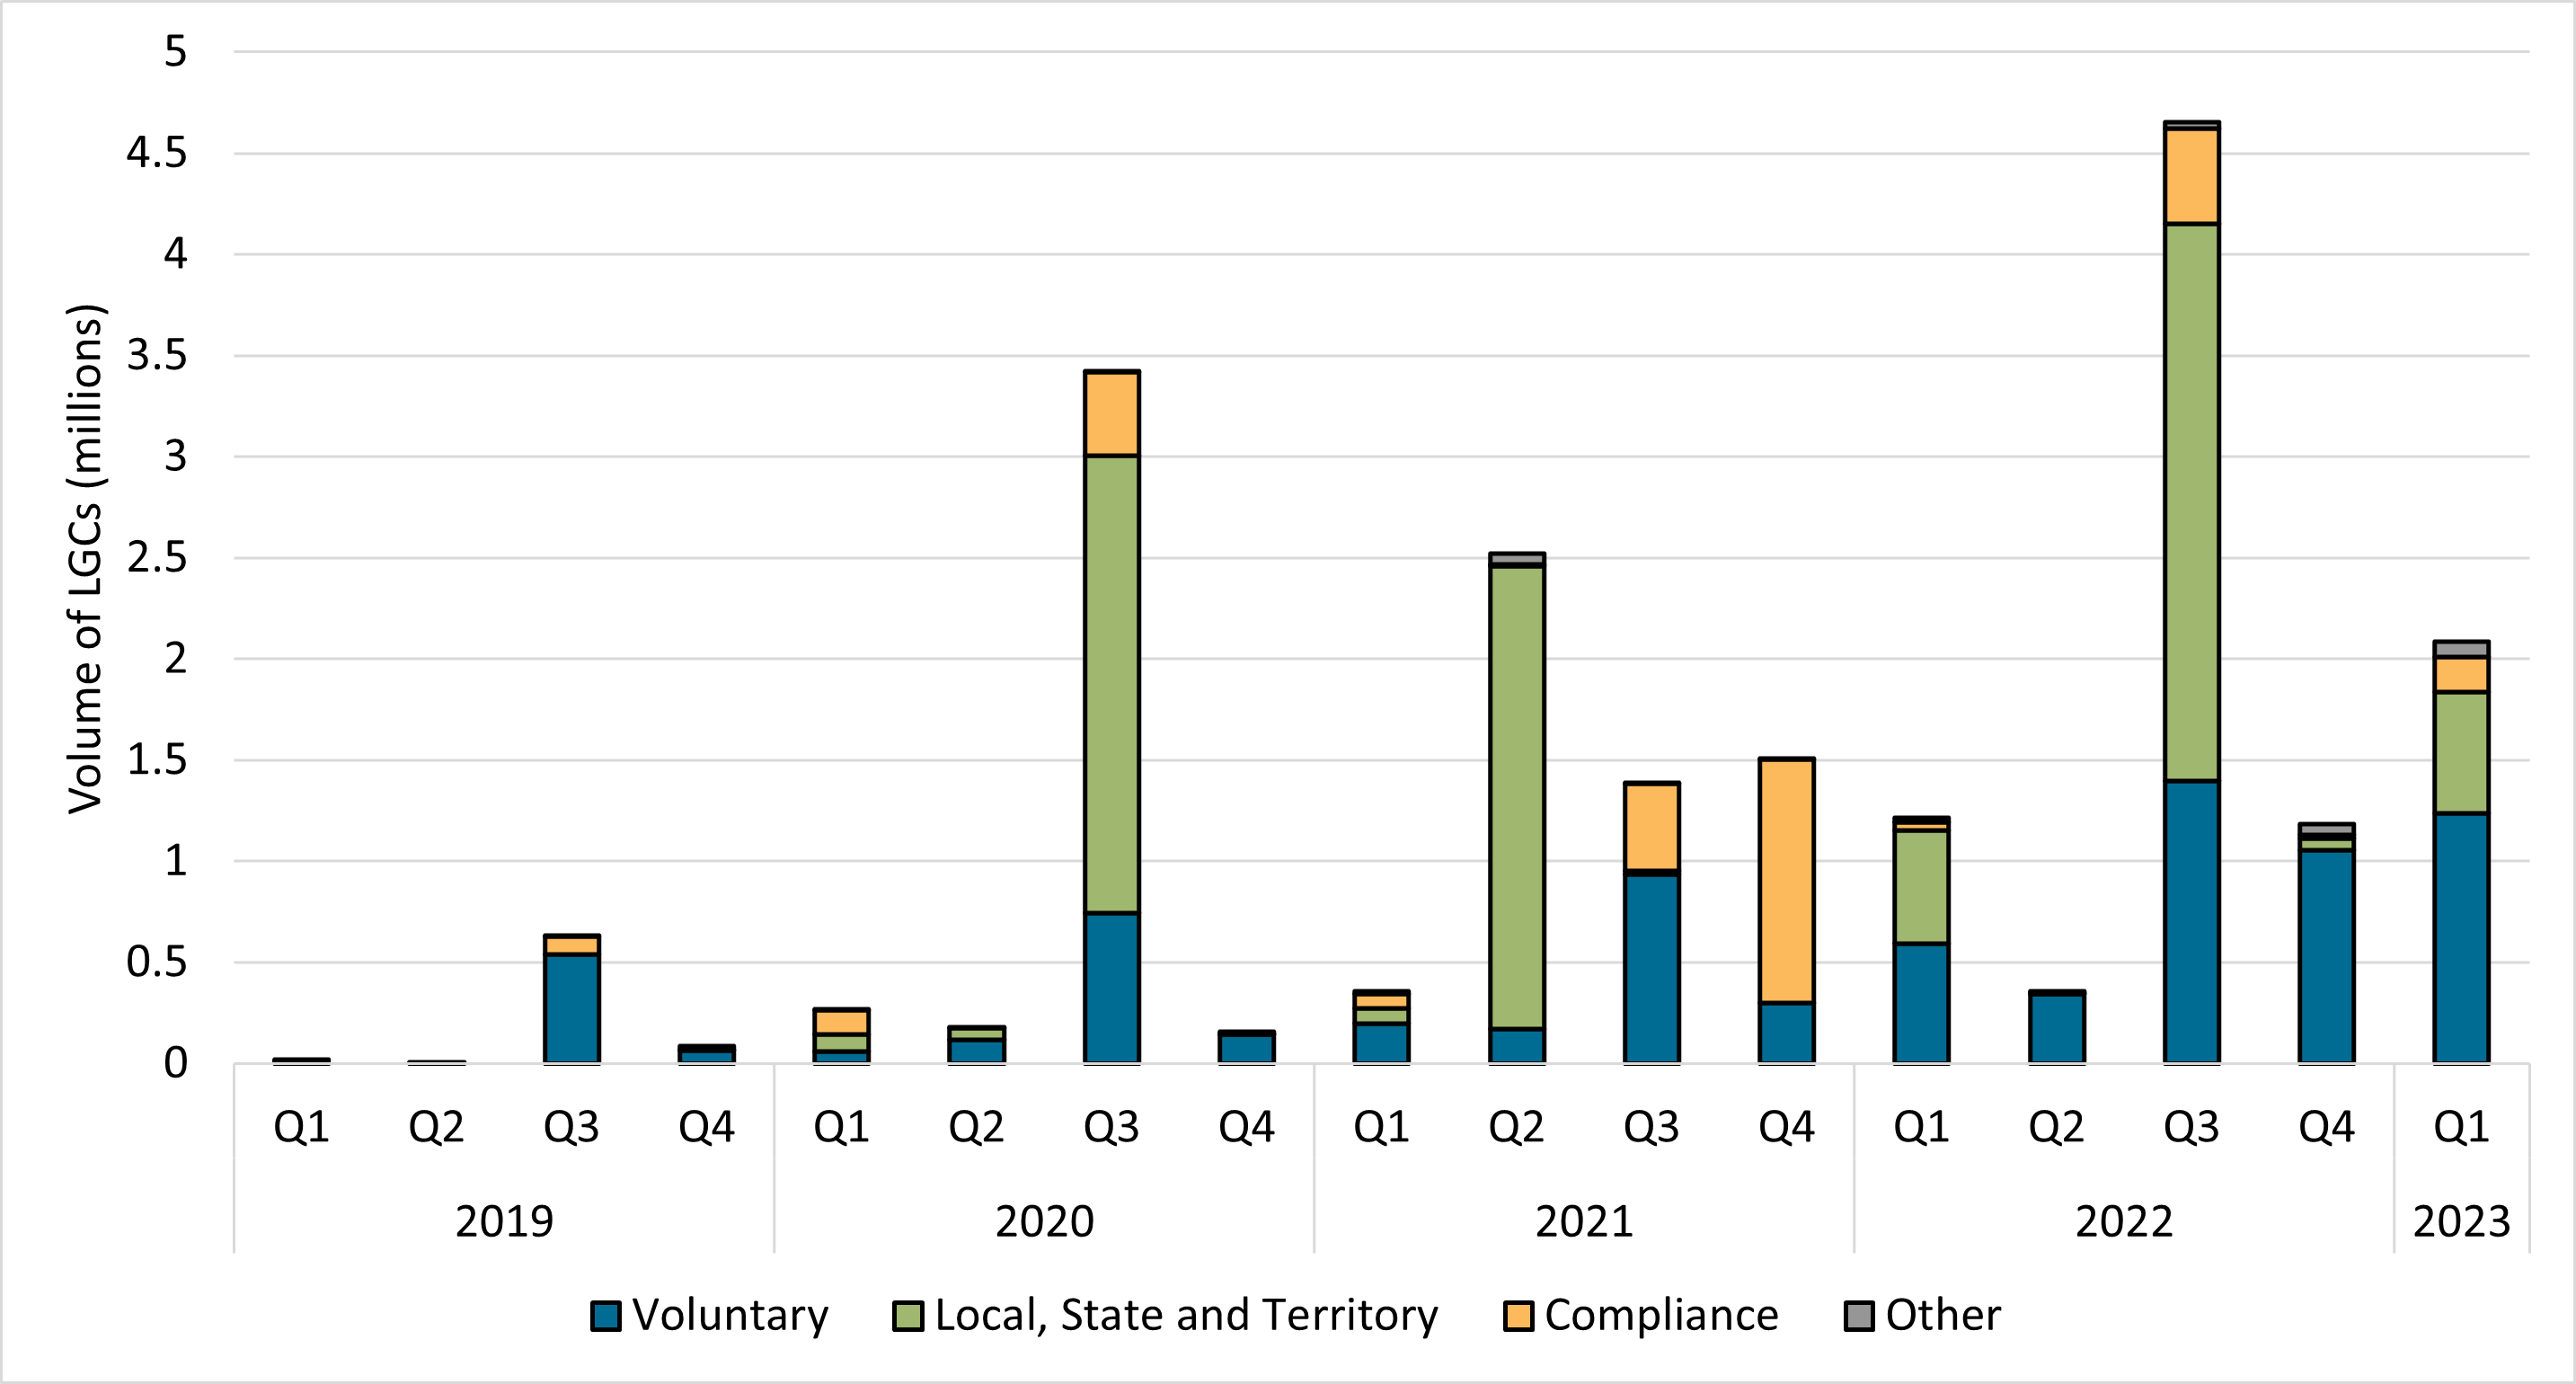 Volume of LGCs (millions)
5
4.5
4
3.5
3
2.5
2
1.5
1
0.5
0
Q1 Q2 Q3 Q4 Q1 Q2 Q3 Q4 Q1 Q2 Q3 Q4 Q1 Q2 Q3 Q4 Q1
2019 2020 2021 2022 2023
Voluntary Local, State and Territory Compliance Other